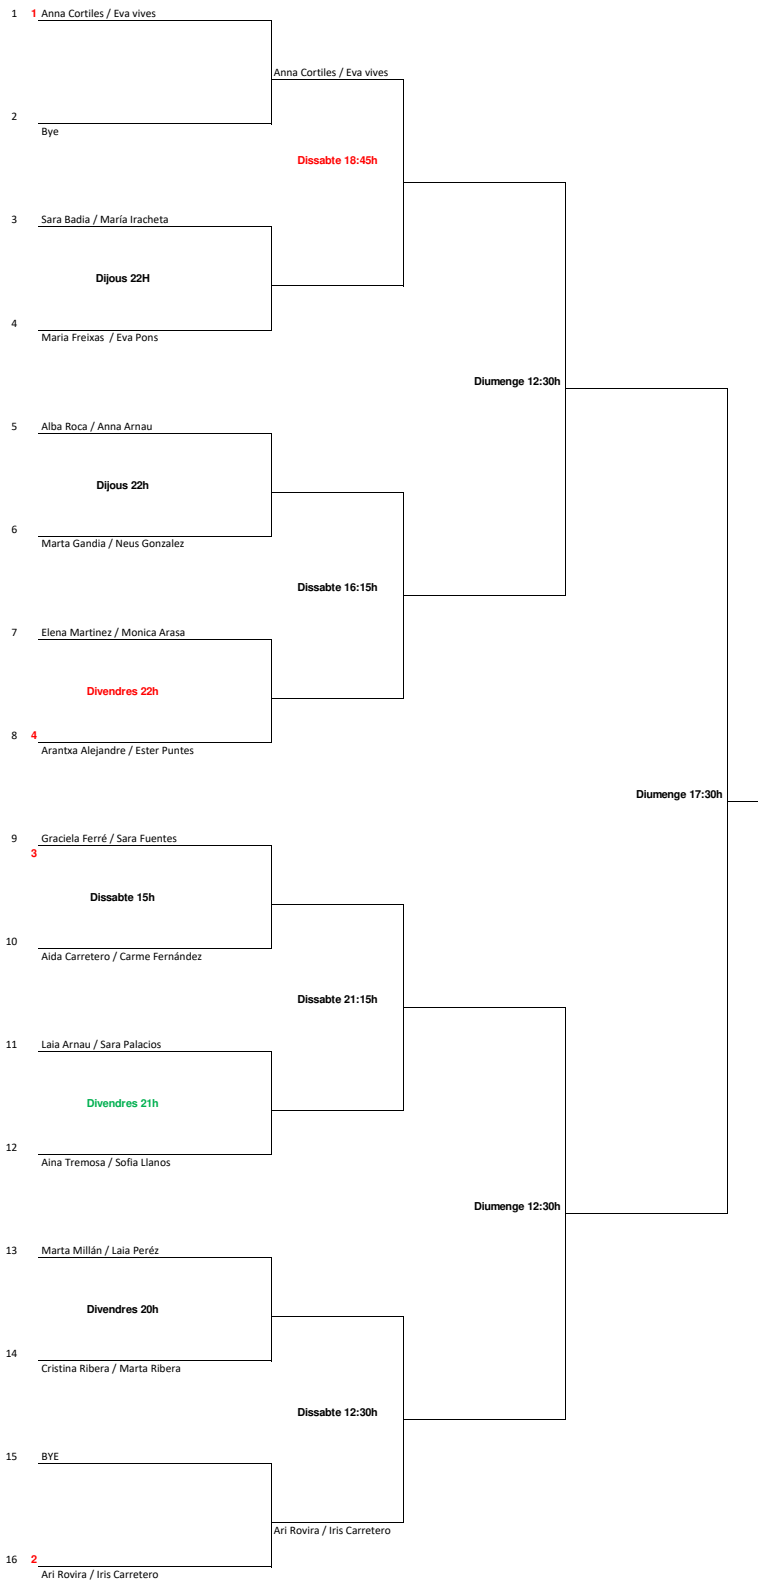 1 1 Anna Cortiles / Eva vives
Anna Cortiles / Eva vives
2
Bye
Dissabte 18:45h
3 Sara Badia / María Iracheta
Dijous 22H
4
Maria Freixas / Eva Pons
Diumenge 12:30h
5 Alba Roca / Anna Arnau
Dijous 22h
6
Marta Gandia / Neus Gonzalez
Dissabte 16:15h
7 Elena Martinez / Monica Arasa
Divendres 22h
8 4
Arantxa Alejandre / Ester Puntes
Diumenge 17:30h
9 Graciela Ferré / Sara Fuentes
3
Dissabte 15h
10
Aida Carretero / Carme Fernández
Dissabte 21:15h
11 Laia Arnau / Sara Palacios
Divendres 21h
12
Aina Tremosa / Sofia Llanos
Diumenge 12:30h
13 Marta Millán / Laia Peréz
Divendres 20h
14
Cristina Ribera / Marta Ribera
Dissabte 12:30h
15 BYE
Ari Rovira / Iris Carretero
16 2
Ari Rovira / Iris Carretero